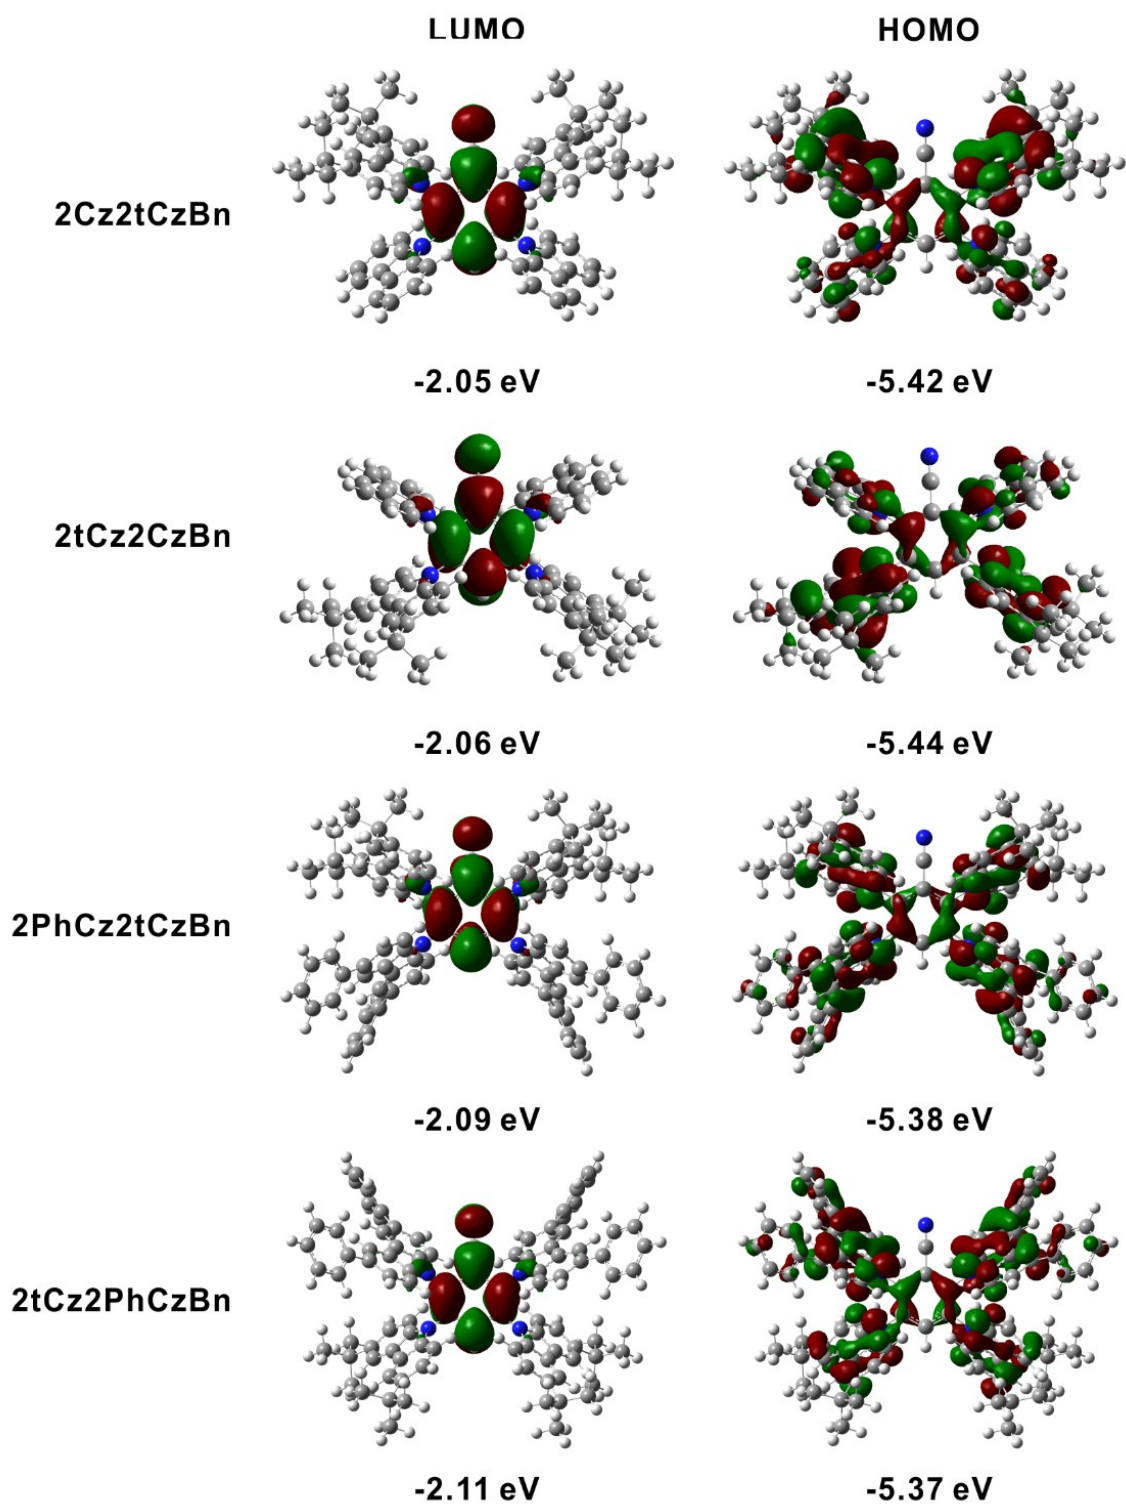 LUMO HOMO
2Cz2tCzBn
-2.05 eV -5.42 eV
2tCz2CzBn
-2.06 eV -5.44 eV
2PhCz2tCzBn
-2.09 eV -5.38 eV
2tCz2PhCzBn
-2.11 eV -5.37 eV